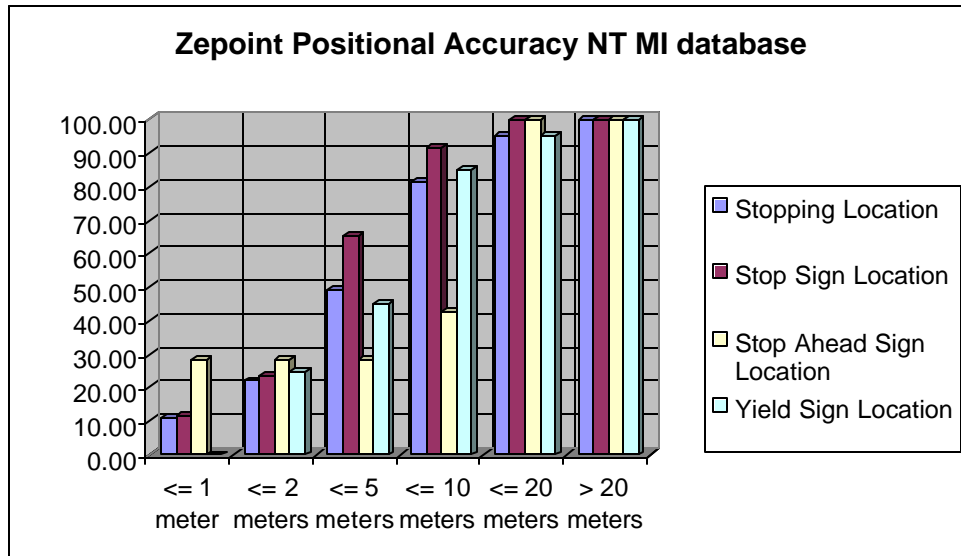 Zepoint Positional Accuracy NT MI database
100.00
90.00
80.00
70.00
60.00
50.00
40.00
30.00
20.00
10.00
0.00
<= 1 meter
<= 2 meters
<= 5 meters
<= 10 meters
<= 20 meters
> 20 meters
Stopping Location
Stop Sign Location
Stop Ahead Sign
Location
Yield Sign Location